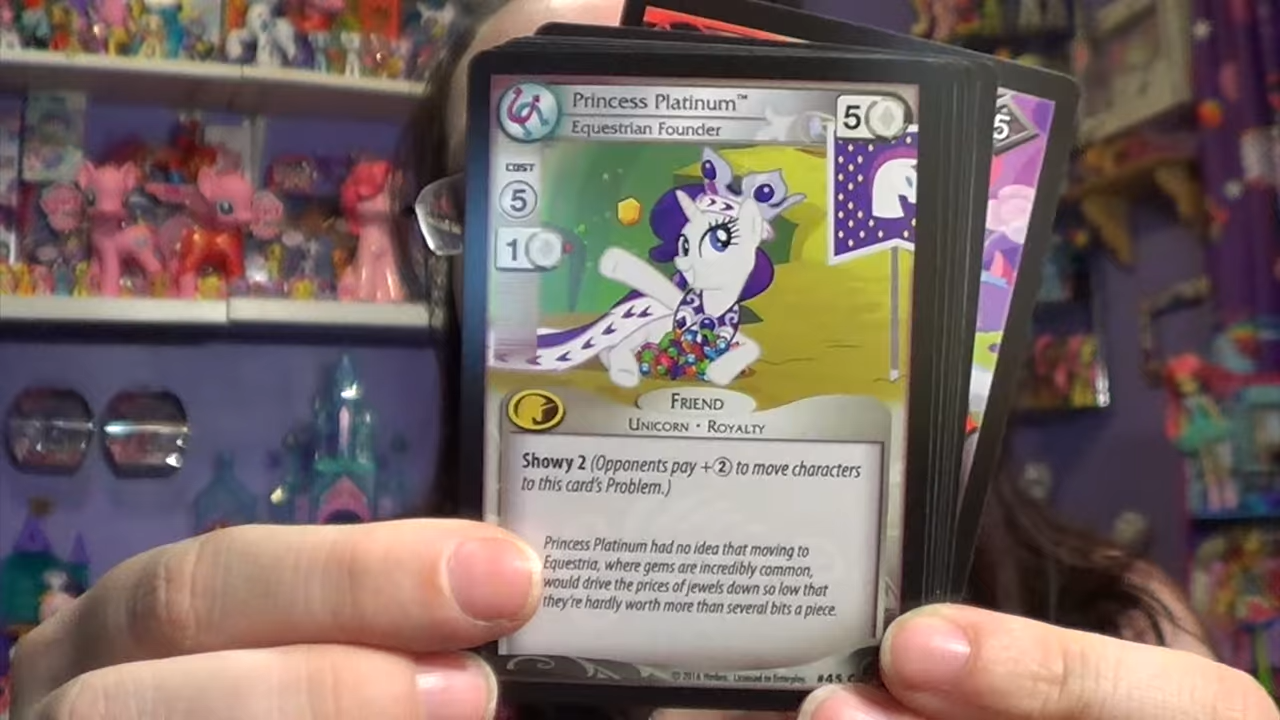 Princess Platinum™
5
Equestrian Founder
5
COST
5
1
FRIEND
UNICORN • ROYALTY
Showy 2 (Opponents pay +2 to move characters
to this card's Problem.)
Princess Platinum had no idea that moving to
Equestria, where gems are incredibly common,
would drive the prices of jewels down so low that
they're hardly worth more than several bits a piece.
© 2016 Hasbro. Licensed to Enterplay. #45